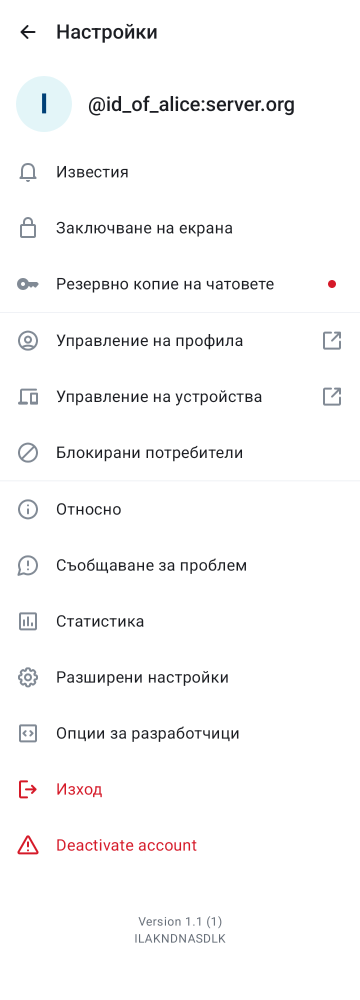 Настройки
I
@id_of_alice:server.org
Известия
Заключване на екрана
Резервно копие на чатовете
Управление на профила
Управление на устройства
Блокирани потребители
Относно
Съобщаване за проблем
Статистика
Разширени настройки
Опции за разработчици
Изход
Deactivate account
Version 1.1 (1)
ILAKNDNASDLK